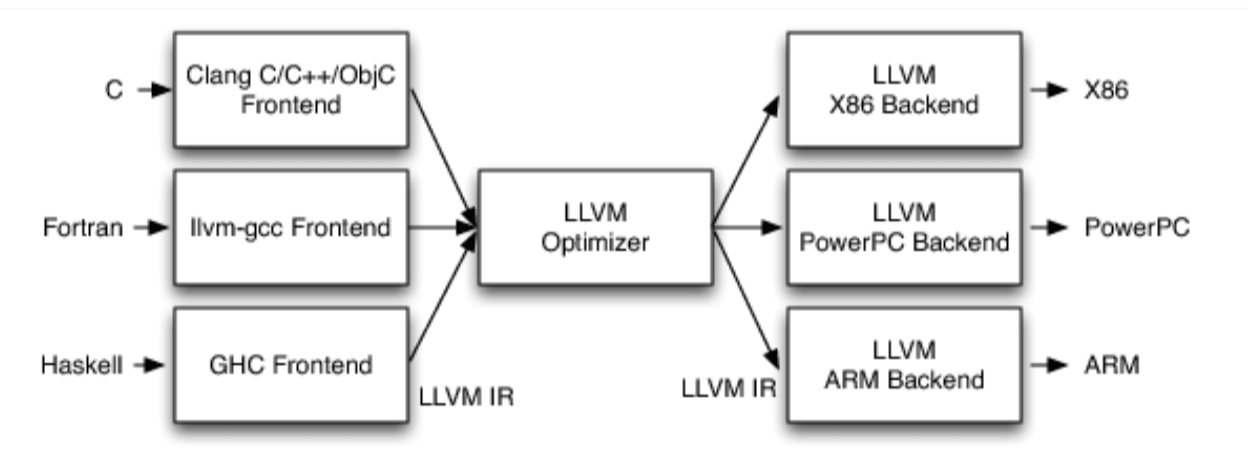 C
Clang C/C++/ObjC
Frontend
LLVM
X86 Backend
X86
Fortran
llvm-gcc Frontend
LLVM
Optimizer
LLVM
PowerPC Backend
PowerPC
Haskell
GHC Frontend
LLVM IR
LLVM IR
LLVM
ARM Backend
ARM